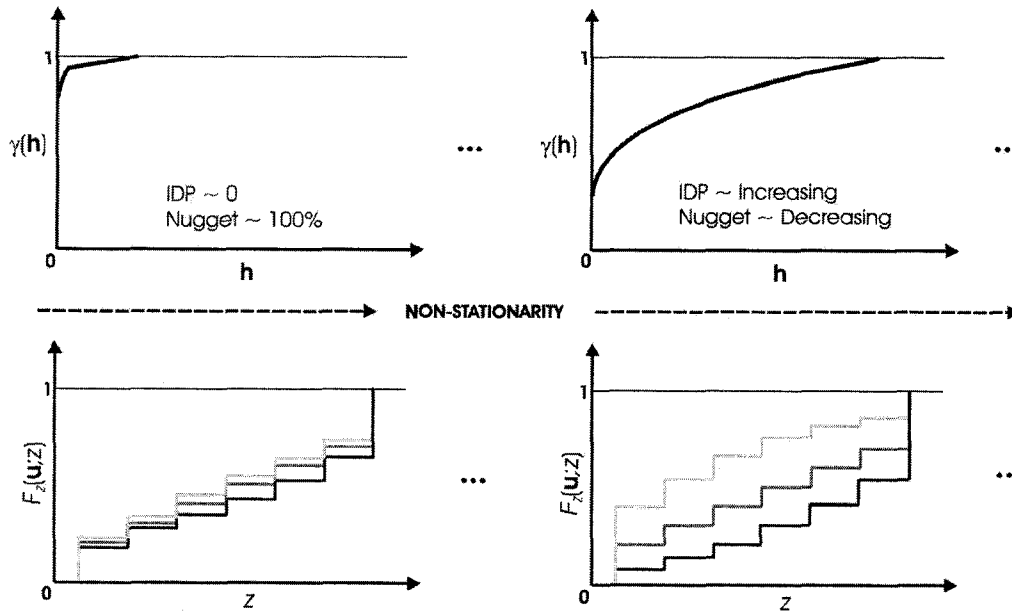 1
γ(h)
IDP ~ 0
Nugget ~ 100%
0
h
...
1
γ(h)
IDP ~ Increasing
Nugget ~ Decreasing
0
h
..
NON-STATIONARITY
1
F_z(u;z)
0
z
...
1
F_z(u;z)
0
z
..